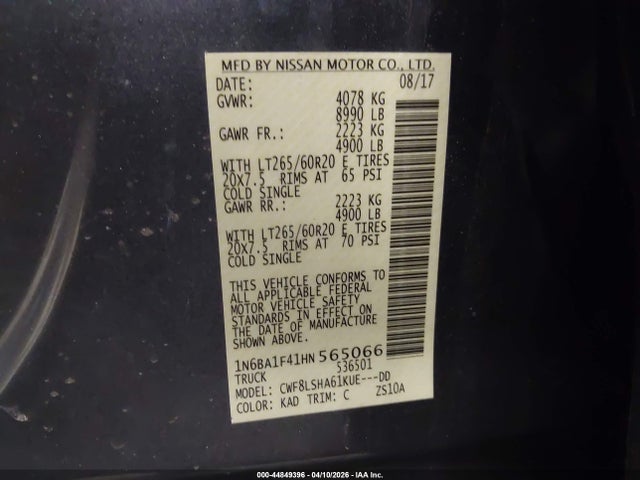 MFD BY NISSAN MOTOR CO., LTD.
DATE: 08/17
GVWR: 4078 KG
8990 LB
GAWR FR.: 2223 KG
4900 LB
WITH LT265/60R20 E TIRES
20X7.5 RIMS AT 65 PSI
COLD SINGLE
GAWR RR.: 2223 KG
4900 LB
WITH LT265/60R20 E TIRES
20X7.5 RIMS AT 70 PSI
COLD SINGLE
THIS VEHICLE CONFORMS TO
ALL APPLICABLE FEDERAL
MOTOR VEHICLE SAFETY
STANDARDS IN EFFECT ON
THE DATE OF MANUFACTURE
SHOWN ABOVE.
1N6BA1F41HN565066
TRUCK S36501
MODEL: CWF8LSHA61KUE---DD
COLOR: KAD TRIM: C ZS10A
000-44849396 - 04/10/2026 - IAA Inc.